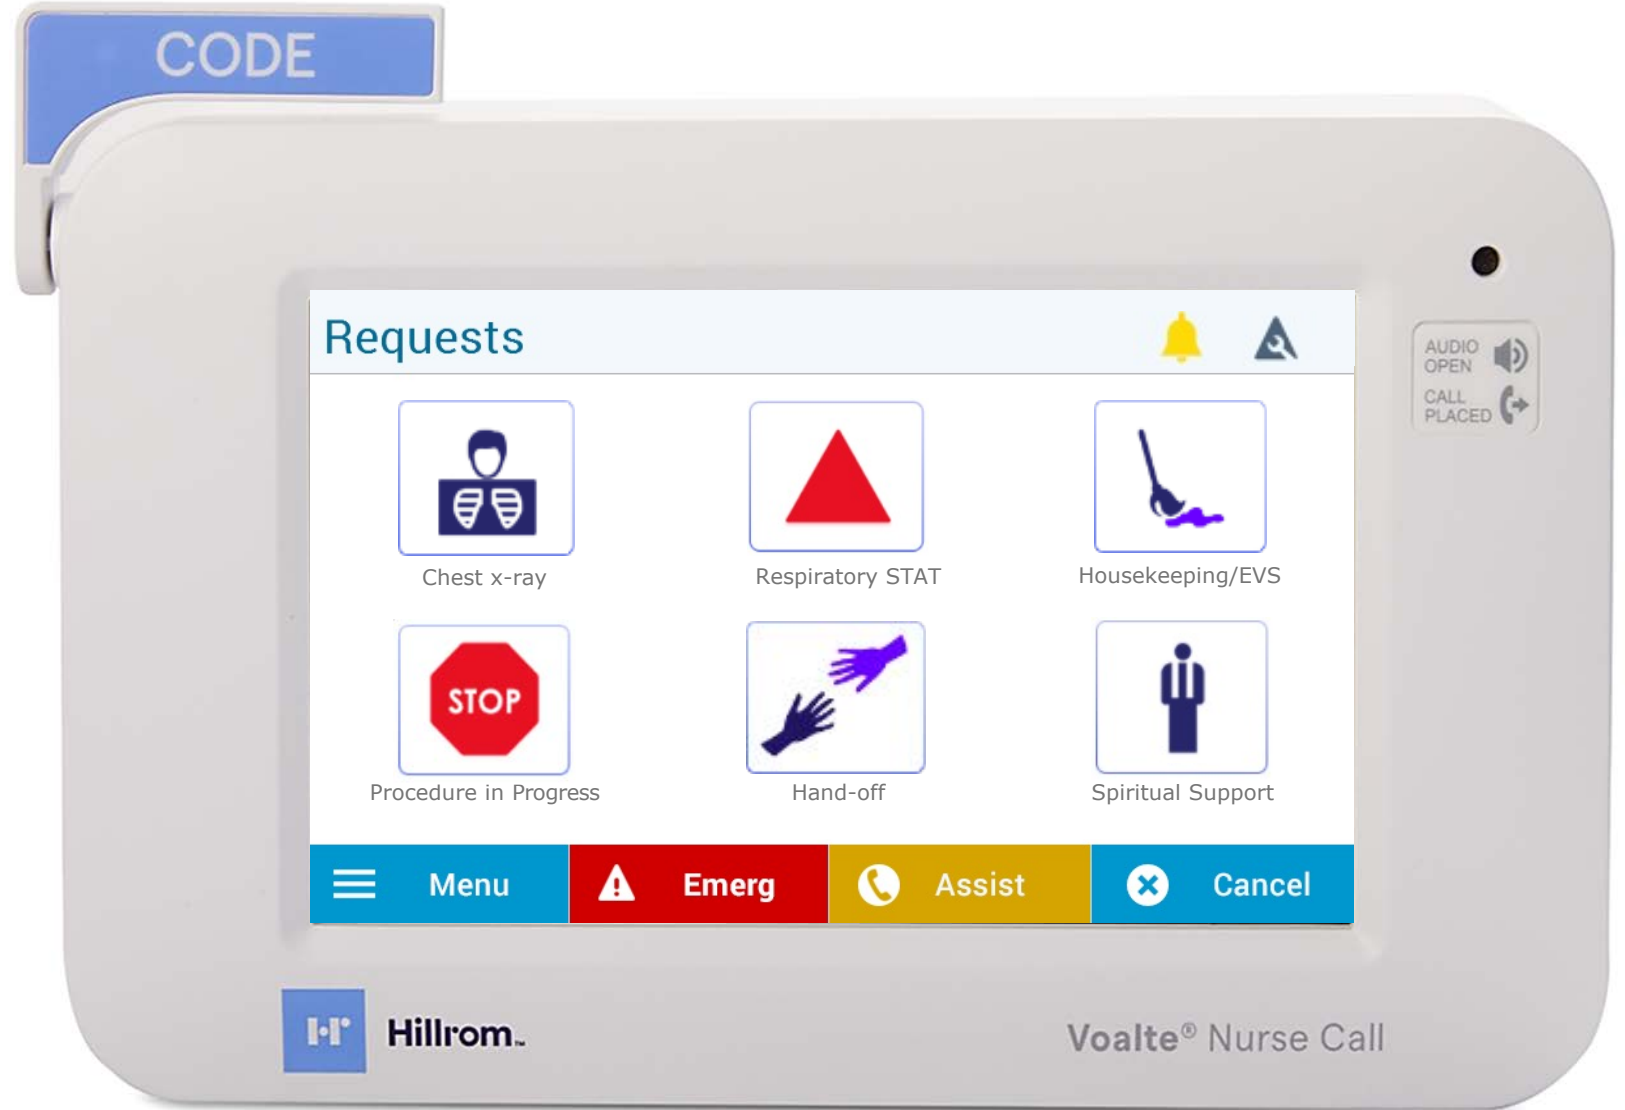 CODE
Requests
AUDIO
OPEN
CALL
PLACED
Chest x-ray
Respiratory STAT
Housekeeping/EVS
STOP
Procedure in Progress
Hand-off
Spiritual Support
Menu
Emerg
Assist
Cancel
Hillrom™
Voalte® Nurse Call